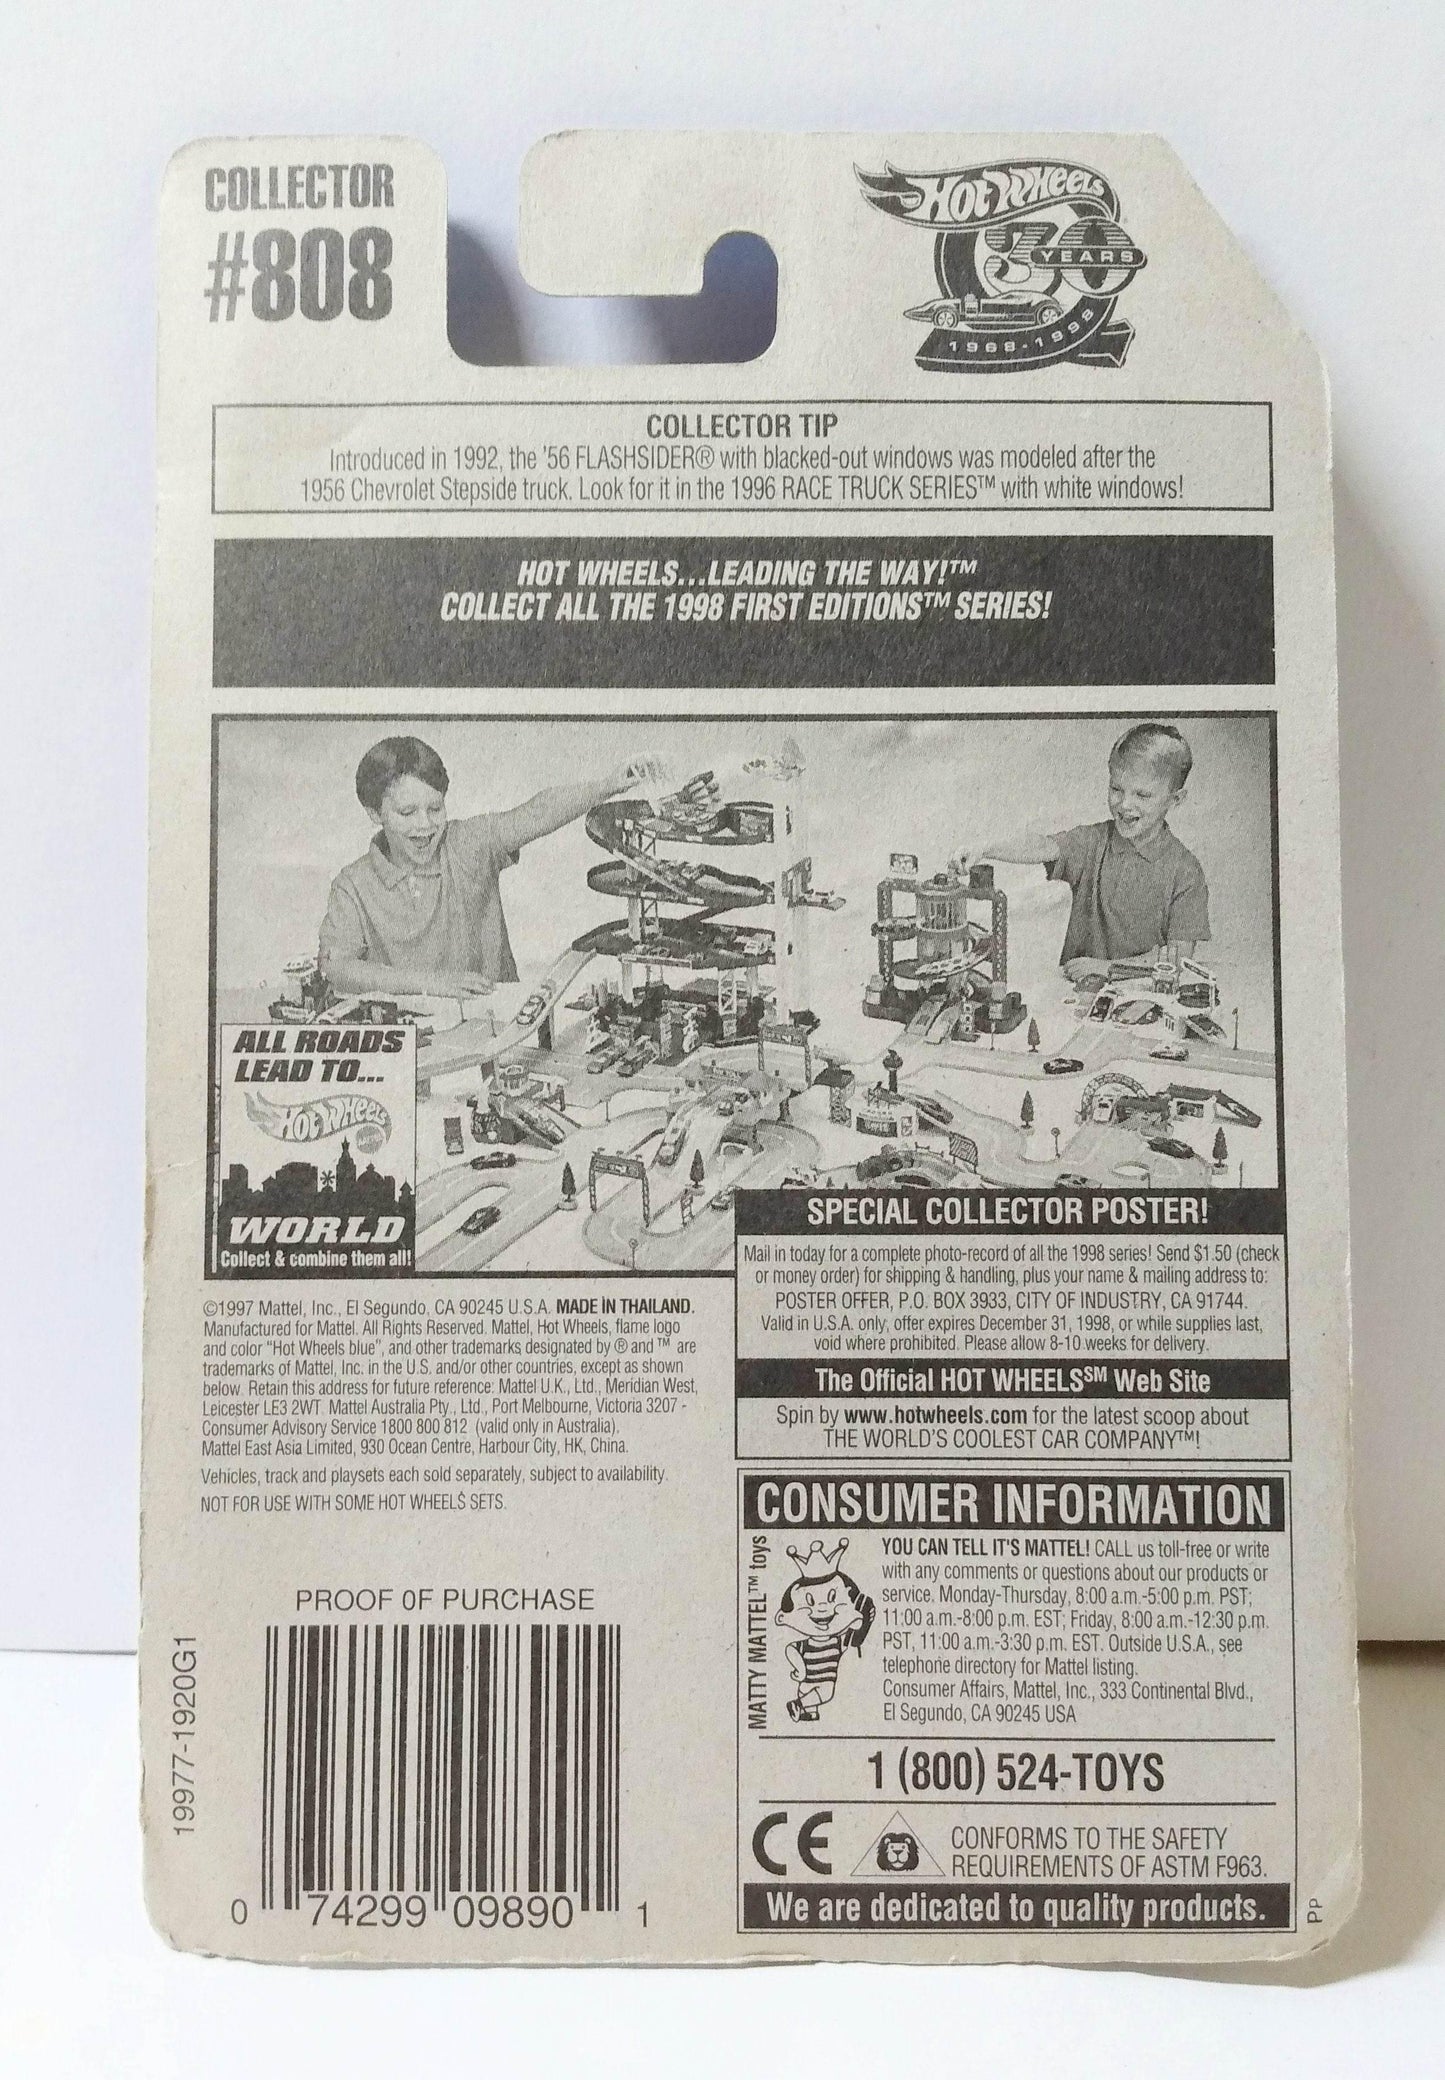 COLLECTOR
#808
HOT WHEELS
30
YEARS
1968-1998
COLLECTOR TIP
Introduced in 1992, the '56 FLASHSIDER® with blacked-out windows was modeled after the
1956 Chevrolet Stepside truck. Look for it in the 1996 RACE TRUCK SERIES™ with white windows!
HOT WHEELS...LEADING THE WAY!™
COLLECT ALL THE 1998 FIRST EDITIONS™ SERIES!
ALL ROADS
LEAD TO...
HOT WHEELS
WORLD
Collect & combine them all!
SPECIAL COLLECTOR POSTER!
Mail in today for a complete photo-record of all the 1998 series! Send $1.50 (check
or money order) for shipping & handling, plus your name & mailing address to:
POSTER OFFER, P.O. BOX 3933, CITY OF INDUSTRY, CA 91744.
Valid in U.S.A. only, offer expires December 31, 1998, or while supplies last,
void where prohibited. Please allow 8-10 weeks for delivery.
The Official HOT WHEELS℠ Web Site
Spin by www.hotwheels.com for the latest scoop about
THE WORLD'S COOLEST CAR COMPANY™!
©1997 Mattel, Inc., El Segundo, CA 90245 U.S.A. MADE IN THAILAND.
Manufactured for Mattel. All Rights Reserved. Mattel, Hot Wheels, flame logo
and color "Hot Wheels blue", and other trademarks designated by ® and ™ are
trademarks of Mattel, Inc. in the U.S. and/or other countries, except as shown
below. Retain this address for future reference: Mattel U.K., Ltd., Meridian West,
Leicester LE3 2WT. Mattel Australia Pty., Ltd., Port Melbourne, Victoria 3207 -
Consumer Advisory Service 1800 800 812 (valid only in Australia).
Mattel East Asia Limited, 930 Ocean Centre, Harbour City, HK, China.
Vehicles, track and playsets each sold separately, subject to availability.
NOT FOR USE WITH SOME HOT WHEELS SETS.
CONSUMER INFORMATION
MATTY MATTEL™ toys
YOU CAN TELL IT'S MATTEL! CALL us toll-free or write
with any comments or questions about our products or
service. Monday-Thursday, 8:00 a.m.-5:00 p.m. PST;
11:00 a.m.-8:00 p.m. EST; Friday, 8:00 a.m.-12:30 p.m.
PST, 11:00 a.m.-3:30 p.m. EST. Outside U.S.A., see
telephone directory for Mattel listing.
Consumer Affairs, Mattel, Inc., 333 Continental Blvd.,
El Segundo, CA 90245 USA
1 (800) 524-TOYS
CE
CONFORMS TO THE SAFETY
REQUIREMENTS OF ASTM F963.
We are dedicated to quality products.
PP
PROOF OF PURCHASE
19977-1920G1
0 74299 09890 1